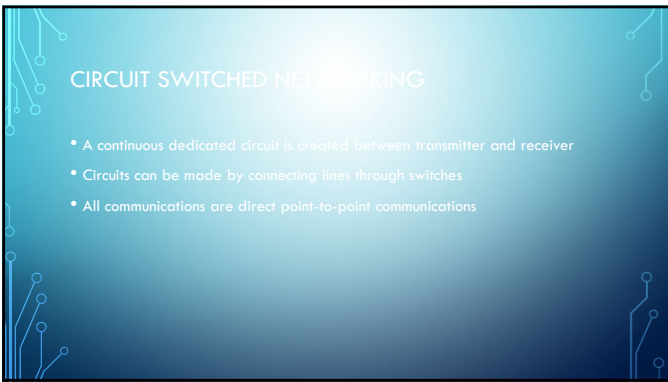 CIRCUIT SWITCHED NETWORKING
• A continuous dedicated circuit is created between transmitter and receiver
• Circuits can be made by connecting lines through switches
• All communications are direct point-to-point communications